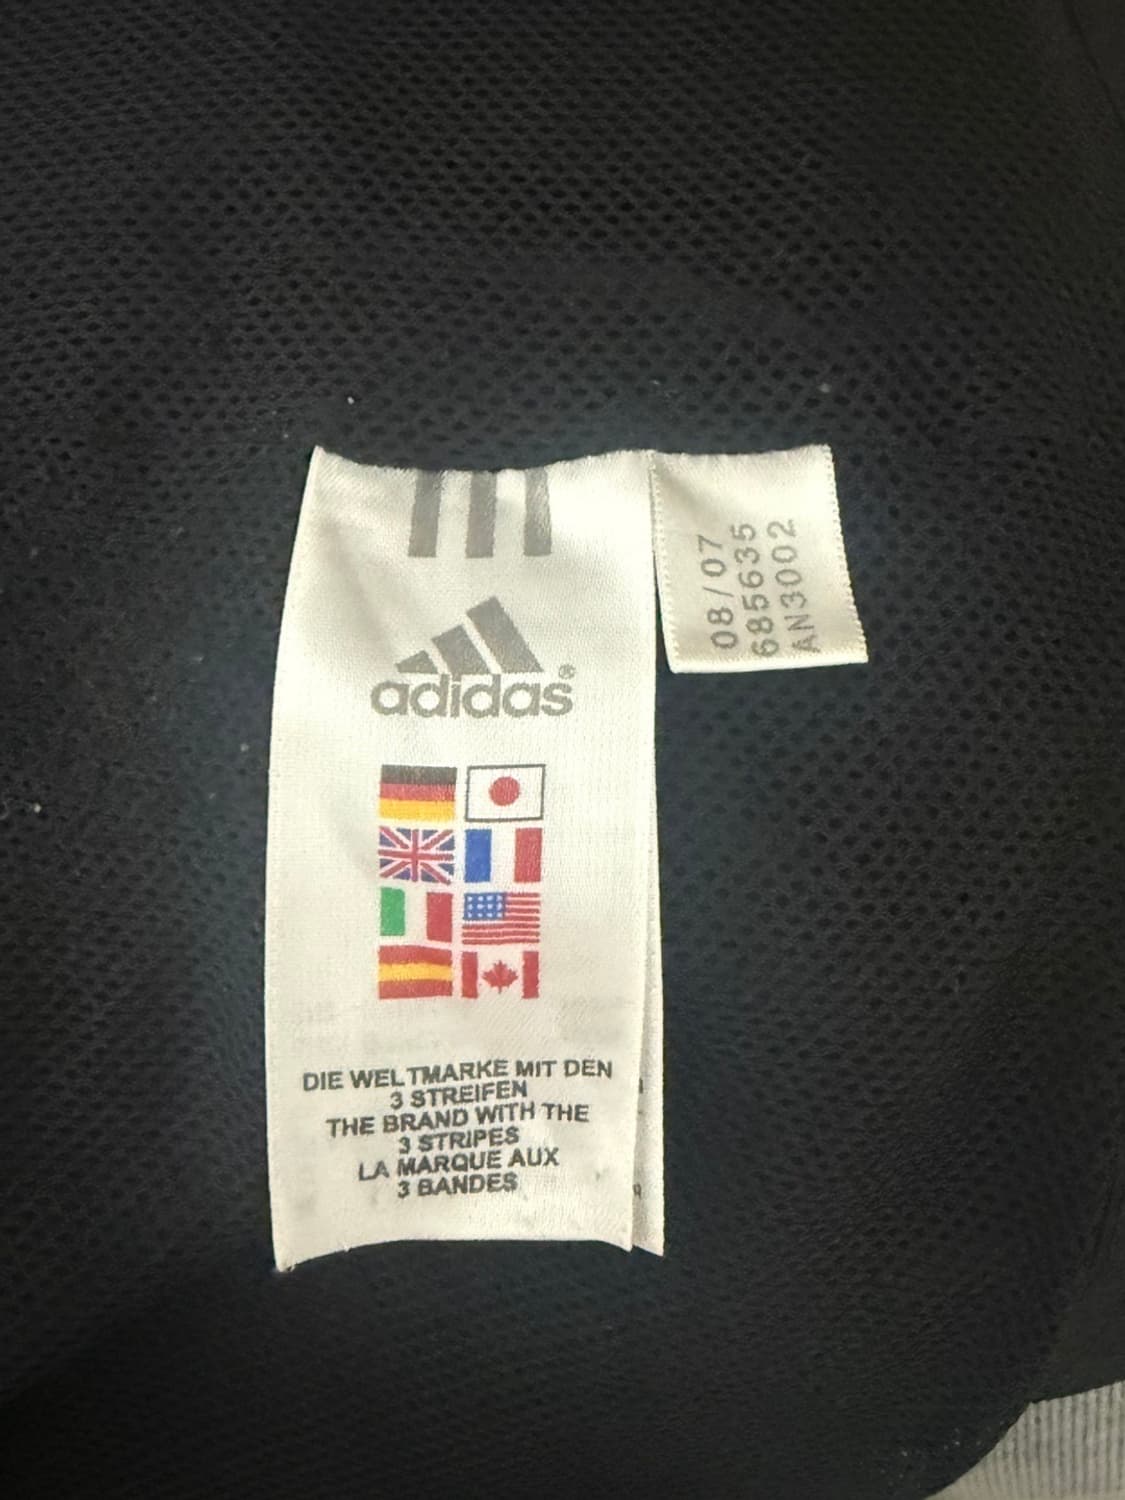 adidas®
DIE WELTMARKE MIT DEN
3 STREIFEN
THE BRAND WITH THE
3 STRIPES
LA MARQUE AUX
3 BANDES
08/07
685635
AN3002